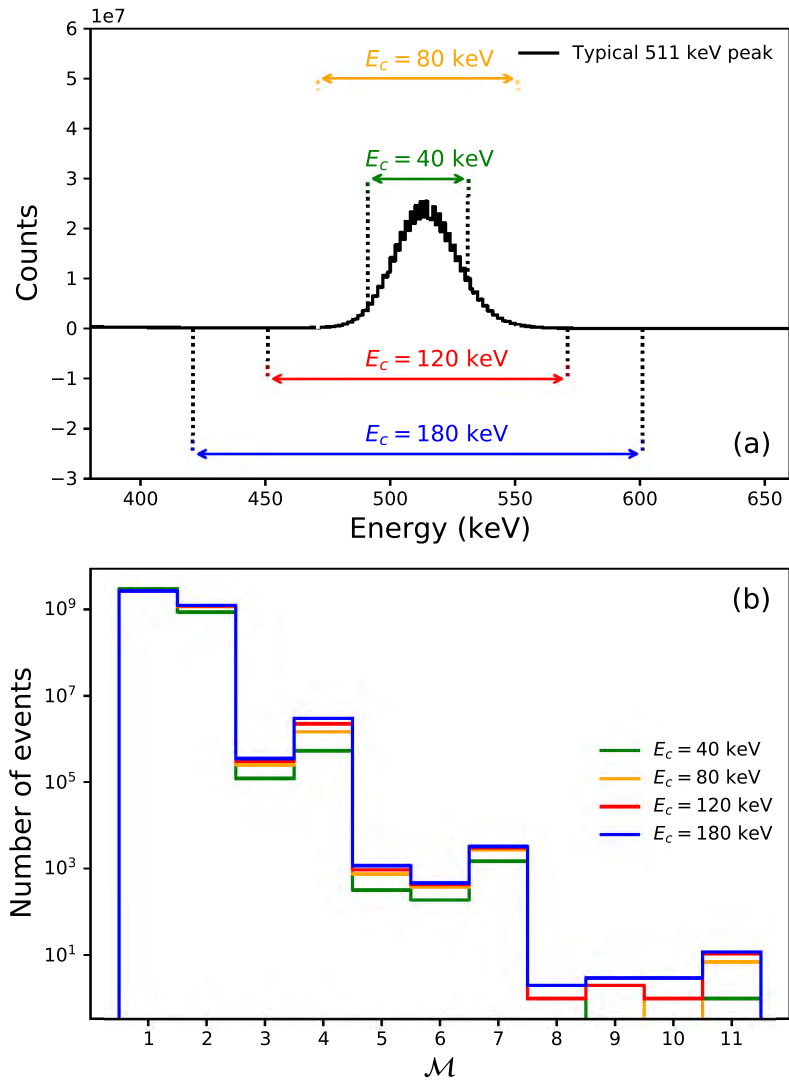 1e7
6
5
4
3
2
1
0
−1
−2
−3
Counts
E_c = 80 keV
Typical 511 keV peak
E_c = 40 keV
E_c = 120 keV
E_c = 180 keV
(a)
400 450 500 550 600 650
Energy (keV)
(b)
10^9
10^7
10^5
10^3
10^1
Number of events
E_c = 40 keV
E_c = 80 keV
E_c = 120 keV
E_c = 180 keV
1 2 3 4 5 6 7 8 9 10 11
ℳ